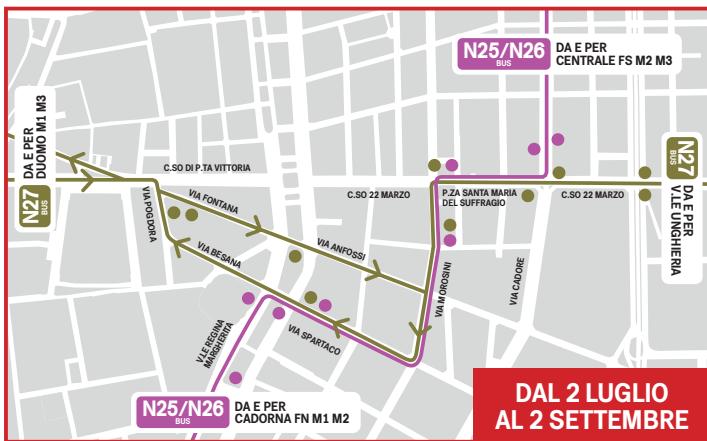 N25/N26
BUS
DA E PER
CENTRALE FS M2 M3
DA E PER
DUOMO M1 M3
N27
BUS
C.SO DI P.TA VITTORIA
VIA POGDORA
VIA FONTANA
VIA BESANA
VIA ANFOSSI
C.SO 22 MARZO
P.ZA SANTA MARIA
DEL SUFFRAGIO
C.SO 22 MARZO
N27
BUS
DA E PER
V.LE UNGHERIA
VIA MOROSINI
VIA CADORE
V.LE REGINA
MARGHERITA
VIA SPARTACO
N25/N26
BUS
DA E PER
CADORNA FN M1 M2
DAL 2 LUGLIO
AL 2 SETTEMBRE